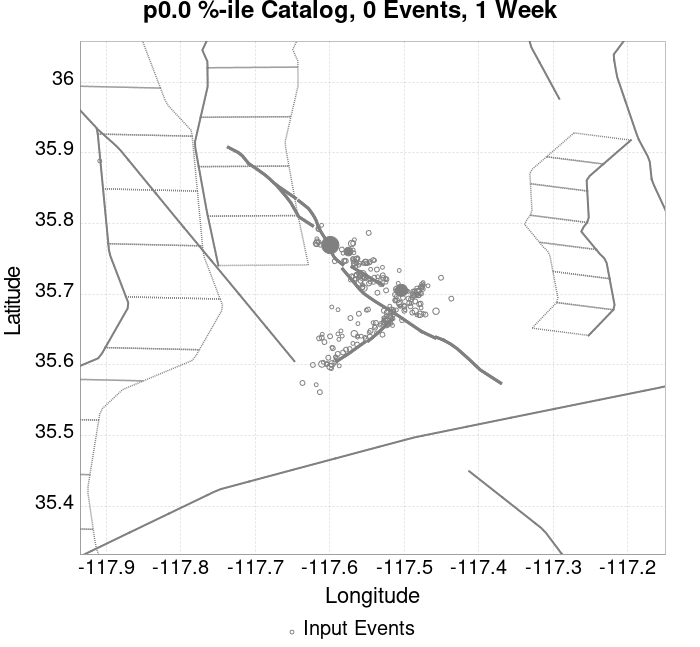 p0.0 %-ile Catalog, 0 Events, 1 Week
36
35.9
35.8
35.7
35.6
35.5
35.4
Latitude
-117.9 -117.8 -117.7 -117.6 -117.5 -117.4 -117.3 -117.2
Longitude
Input Events